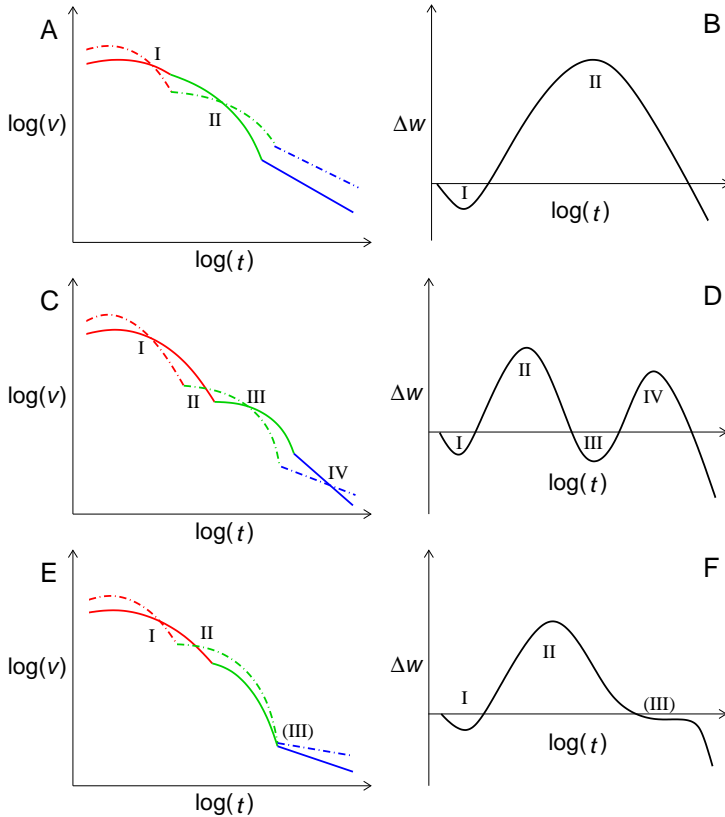 A
I
log(v)
II
log(t)
B
II
Δw
I
log(t)
C
I
log(v)
II
III
IV
log(t)
D
II
IV
Δw
I
III
log(t)
E
I
II
log(v)
(III)
log(t)
F
Δw
II
I
(III)
log(t)